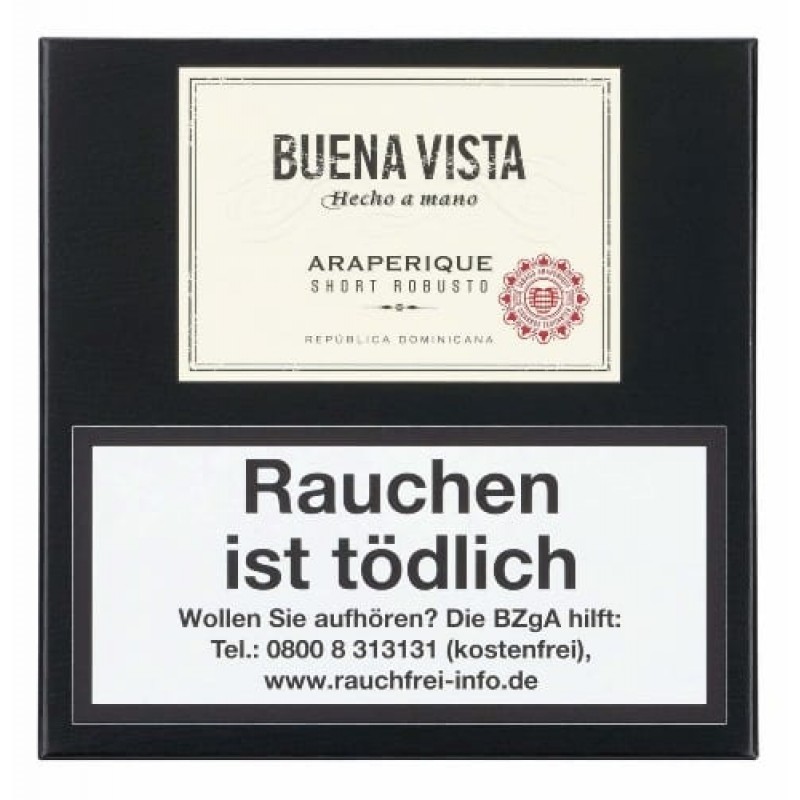 BUENA VISTA
Hecho a mano
ARAPERIQUE
SHORT ROBUSTO
REPÚBLICA DOMINICANA
Rauchen
ist tödlich
Wollen Sie aufhören? Die BZgA hilft:
Tel.: 0800 8 313131 (kostenfrei),
www.rauchfrei-info.de